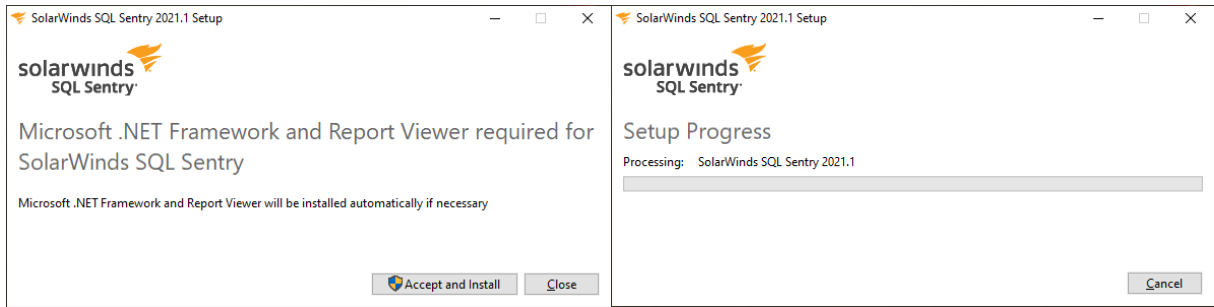 SolarWinds SQL Sentry 2021.1 Setup
solarwinds
SQL Sentry
Microsoft .NET Framework and Report Viewer required for
SolarWinds SQL Sentry
Microsoft .NET Framework and Report Viewer will be installed automatically if necessary
Accept and Install
Close
SolarWinds SQL Sentry 2021.1 Setup
solarwinds
SQL Sentry
Setup Progress
Processing: SolarWinds SQL Sentry 2021.1
Cancel